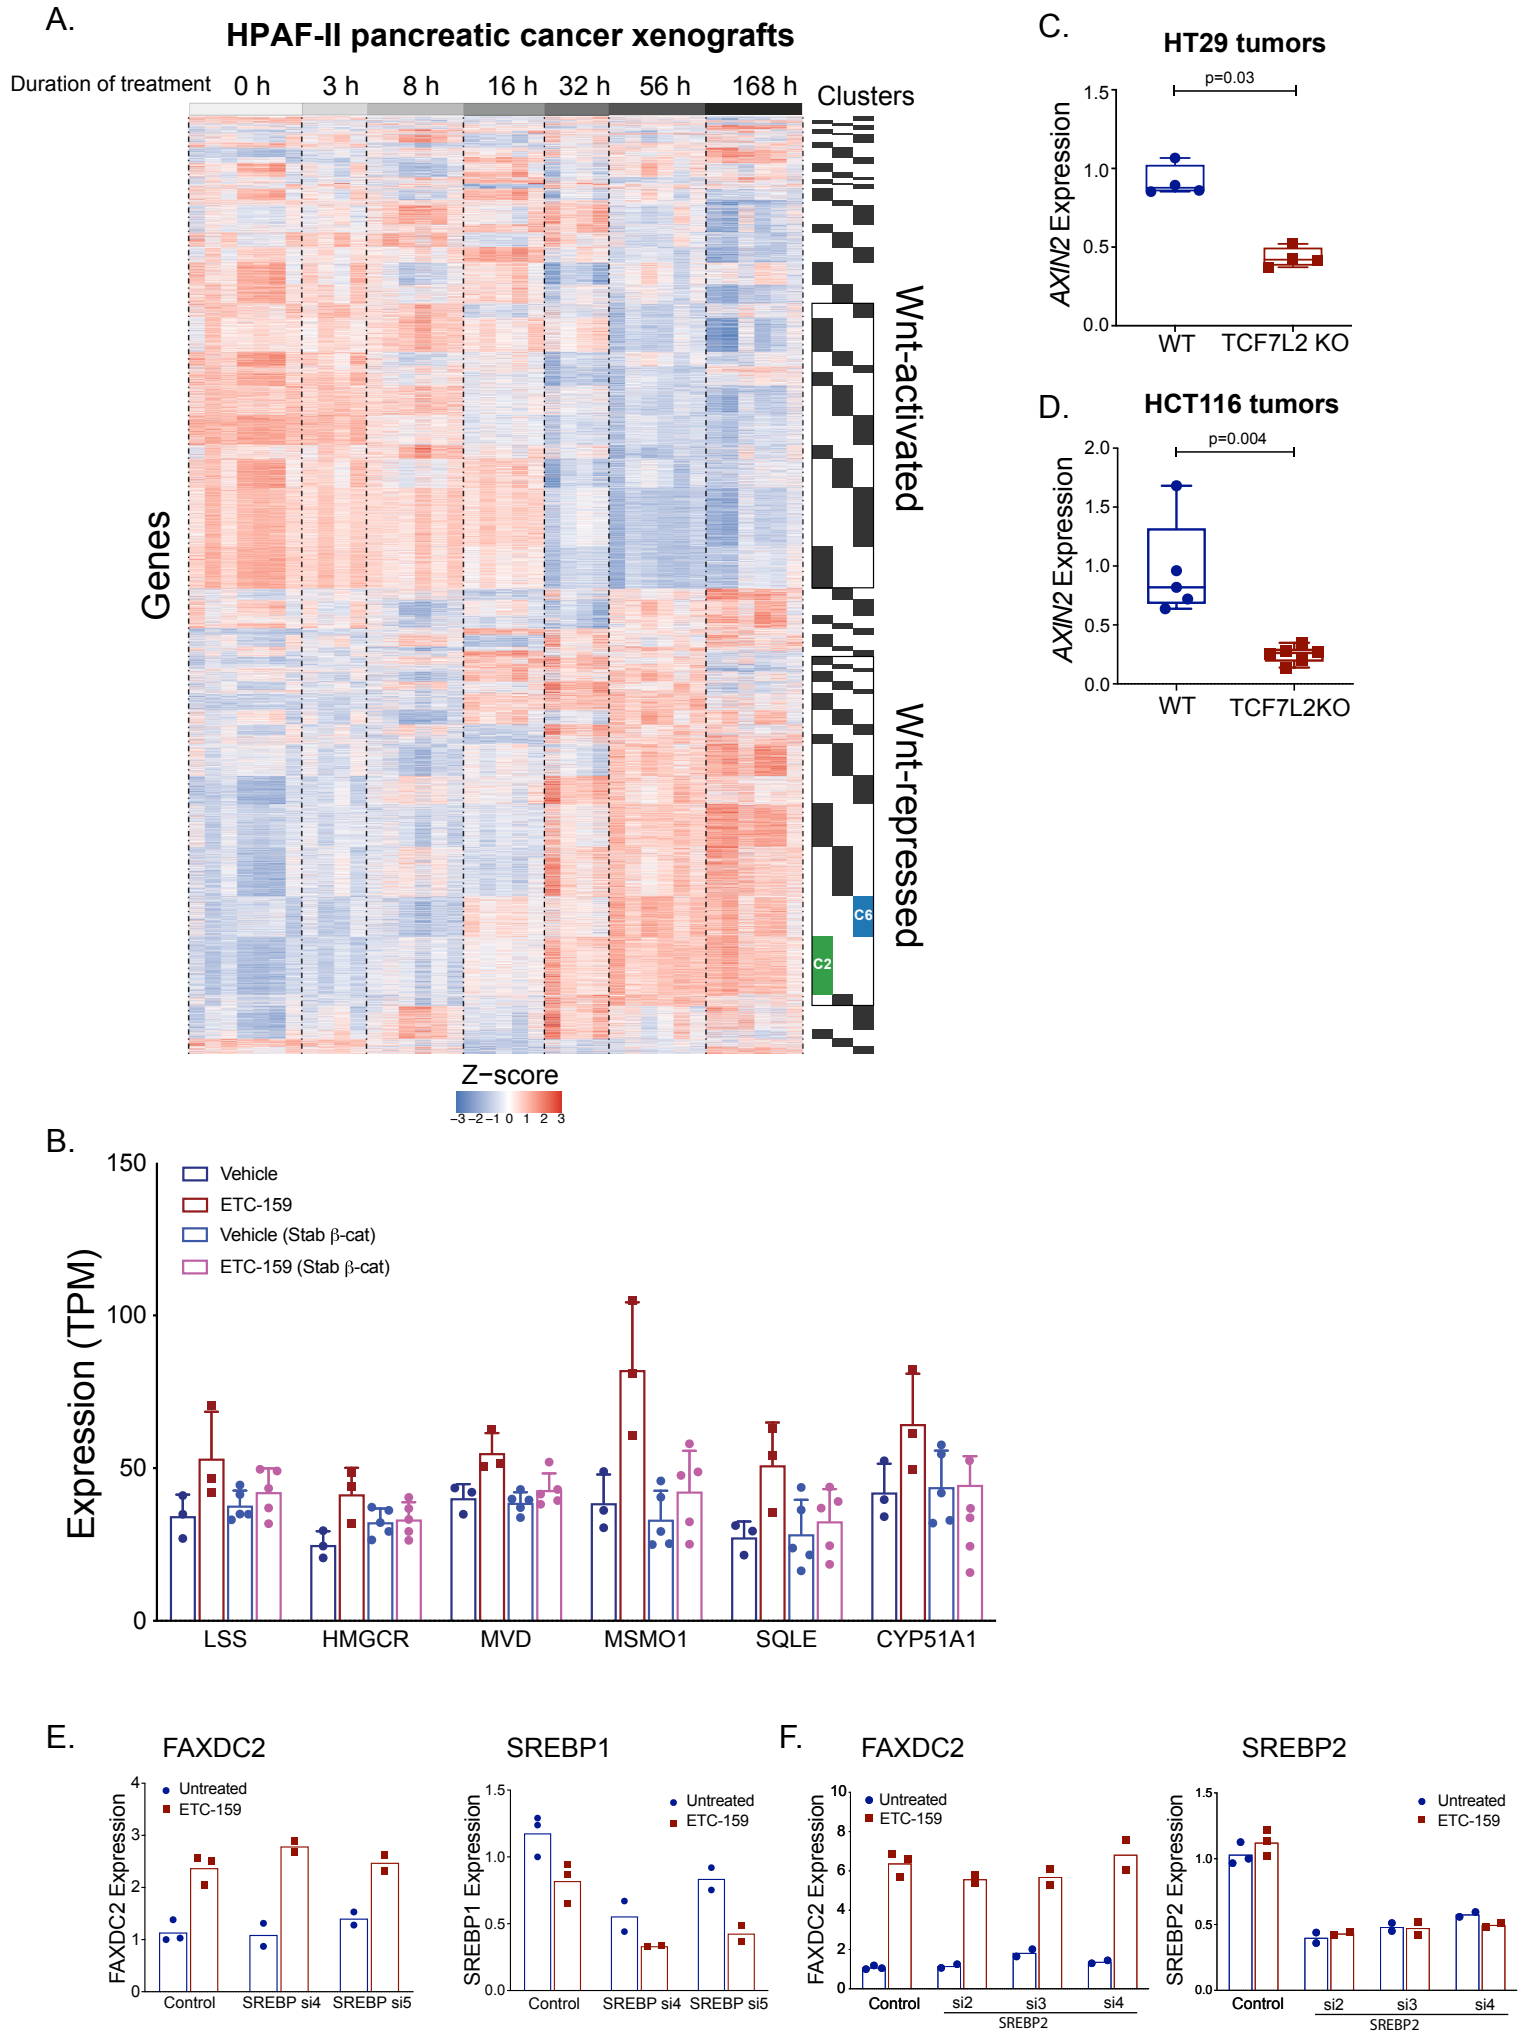 A.
HPAF-II pancreatic cancer xenografts
Duration of treatment 0 h 3 h 8 h 16 h 32 h 56 h 168 h
Clusters
Genes
Wnt-activated
Wnt-repressed
C6
C2
Z−score
−3 −2 −1 0 1 2 3
B.
Expression (TPM)
150
100
50
0
Vehicle
ETC-159
Vehicle (Stab β-cat)
ETC-159 (Stab β-cat)
LSS HMGCR MVD MSMO1 SQLE CYP51A1
C.
HT29 tumors
p=0.03
AXIN2 Expression
1.5
1.0
0.5
0.0
WT TCF7L2 KO
D.
HCT116 tumors
p=0.004
AXIN2 Expression
2.0
1.5
1.0
0.5
0.0
WT TCF7L2KO
E.
FAXDC2
FAXDC2 Expression
4
3
2
1
0
Untreated
ETC-159
Control SREBP si4 SREBP si5
SREBP1
SREBP1 Expression
1.5
1.0
0.5
0.0
Untreated
ETC-159
Control SREBP si4 SREBP si5
F.
FAXDC2
FAXDC2 Expression
10
8
6
4
2
0
Untreated
ETC-159
Control si2 si3 si4
SREBP2
SREBP2
SREBP2 Expression
1.5
1.0
0.5
0.0
Untreated
ETC-159
Control si2 si3 si4
SREBP2